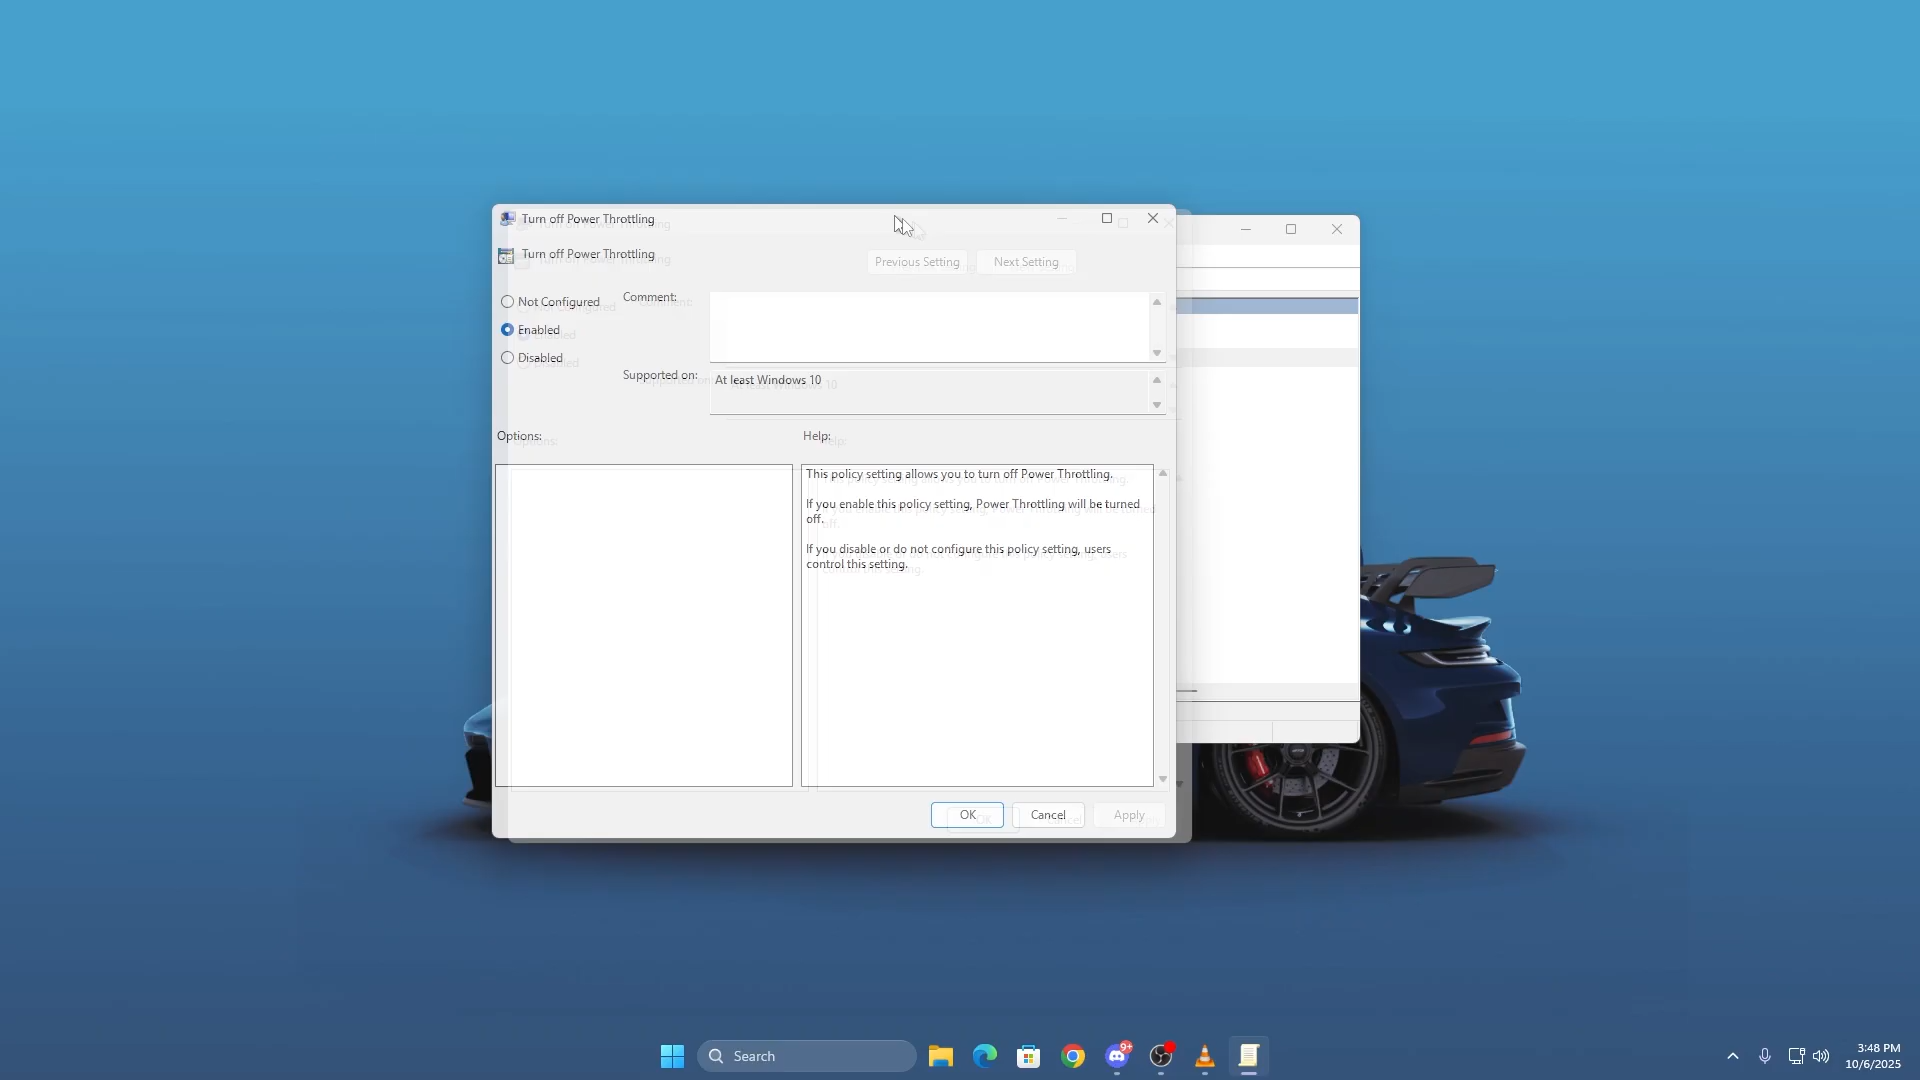 Turn off Power Throttling
Turn off Power Throttling
Previous Setting
Next Setting
Not Configured
Enabled
Disabled
Comment:
Supported on:
At least Windows 10
Options:
Help:
This policy setting allows you to turn off Power Throttling.
If you enable this policy setting, Power Throttling will be turned
off.
If you disable or do not configure this policy setting, users
control this setting.
OK
Cancel
Apply
Search
9+
3:48 PM
10/6/2025